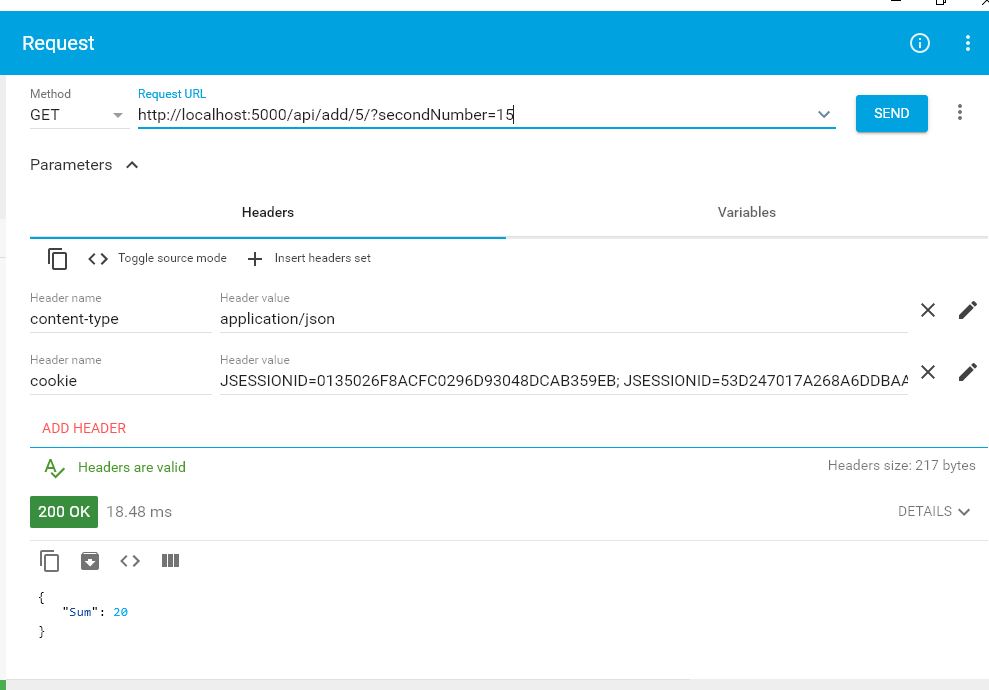 Request
Method
Request URL
GET
http://localhost:5000/api/add/5/?secondNumber=15
SEND
Parameters
Headers
Variables
Toggle source mode
Insert headers set
Header name
Header value
content-type
application/json
Header name
Header value
cookie
JSESSIONID=0135026F8ACFC0296D93048DCAB359EB; JSESSIONID=53D247017A268A6DDBAA
ADD HEADER
Headers are valid
Headers size: 217 bytes
200 OK
18.48 ms
DETAILS
{
"Sum": 20
}